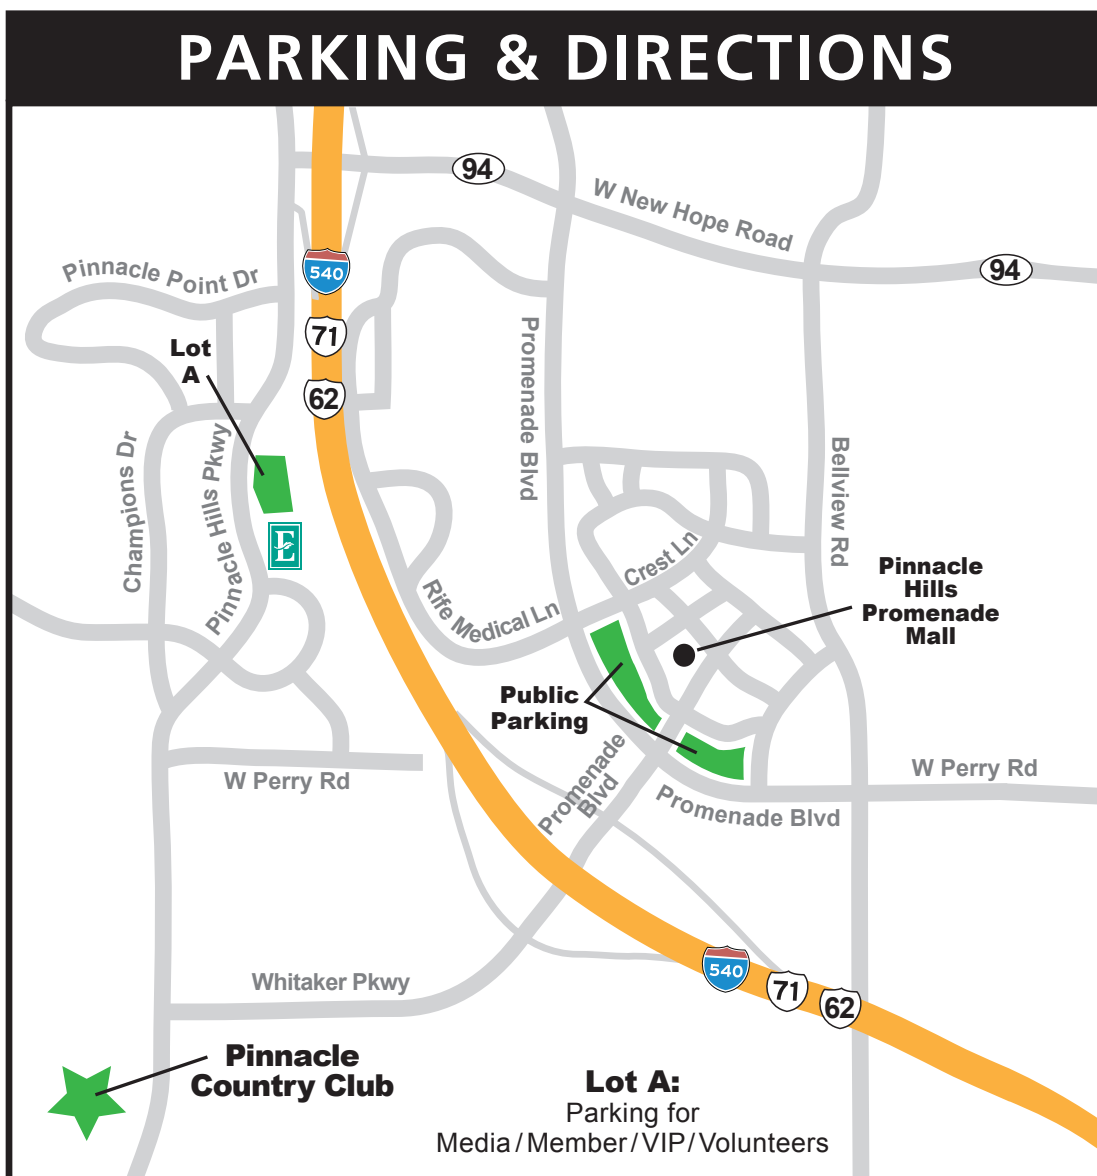 PARKING & DIRECTIONS
94
W New Hope Road
94
Pinnacle Point Dr
540
71
62
Lot
A
Promenade Blvd
Champions Dr
Pinnacle Hills Pkwy
E
Bellview Rd
Crest Ln
Rife Medical Ln
Pinnacle
Hills
Promenade
Mall
Public
Parking
W Perry Rd
Promenade
Blvd
Promenade Blvd
W Perry Rd
Whitaker Pkwy
540
71
62
Pinnacle
Country Club
Lot A:
Parking for
Media / Member / VIP / Volunteers